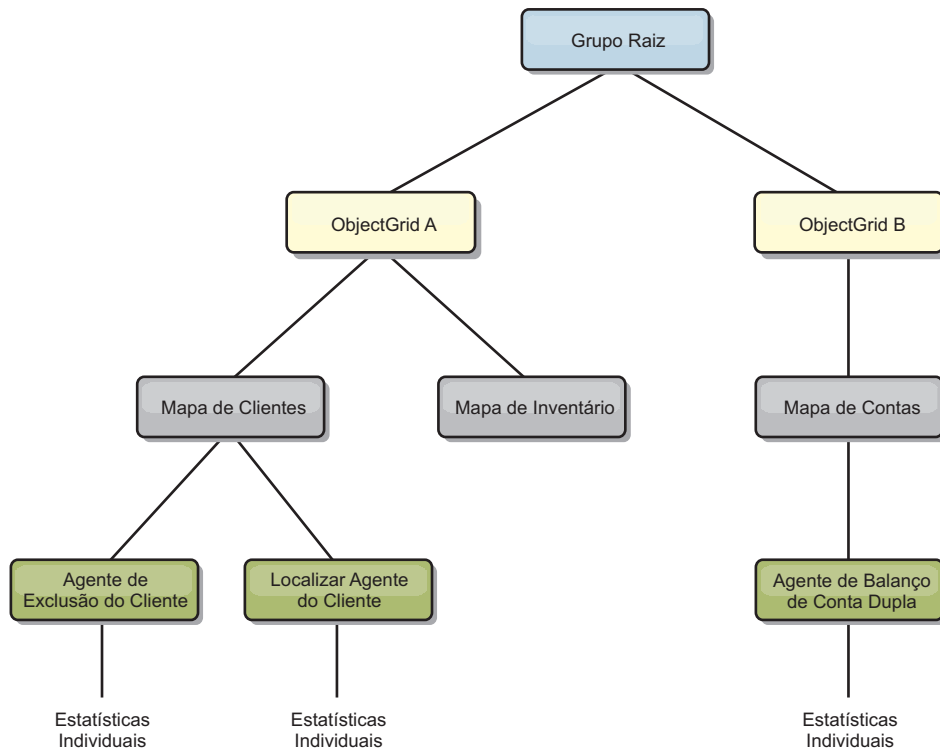 Grupo Raiz
ObjectGrid A
ObjectGrid B
Mapa de Clientes
Mapa de Inventário
Mapa de Contas
Agente de
Exclusão do Cliente
Localizar Agente
do Cliente
Agente de Balanço
de Conta Dupla
Estatísticas
Individuais
Estatísticas
Individuais
Estatísticas
Individuais